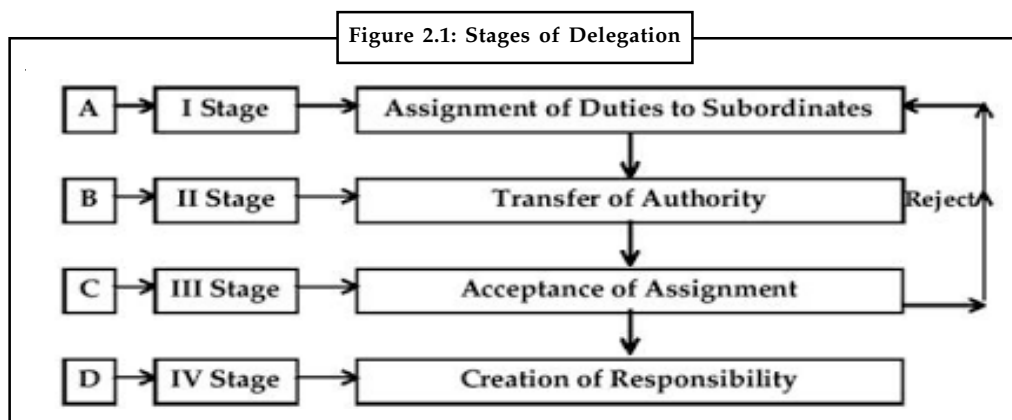 Figure 2.1: Stages of Delegation
A I Stage Assignment of Duties to Subordinates
B II Stage Transfer of Authority Reject
C III Stage Acceptance of Assignment
D IV Stage Creation of Responsibility